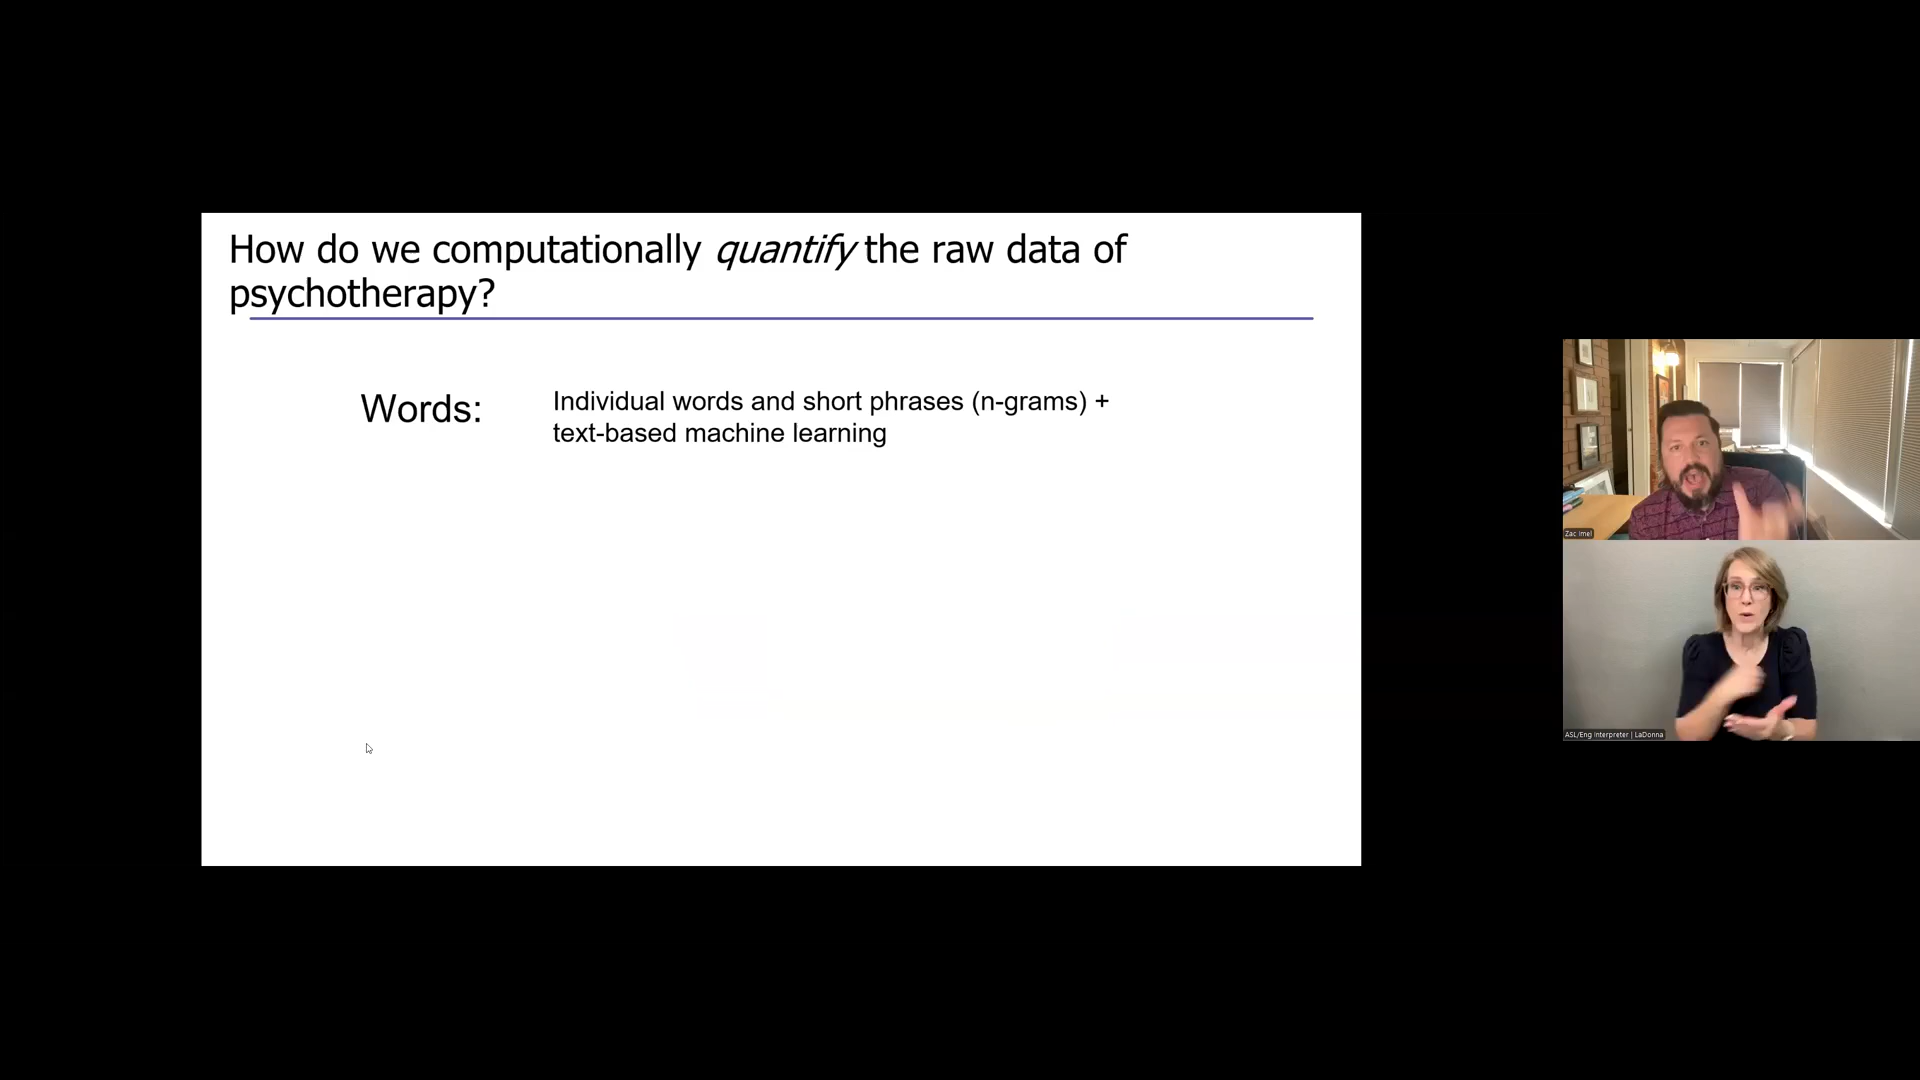 How do we computationally quantify the raw data of
psychotherapy?
Words:
Individual words and short phrases (n-grams) +
text-based machine learning
Zac Imel
ASL/Eng Interpreter | LaDonna